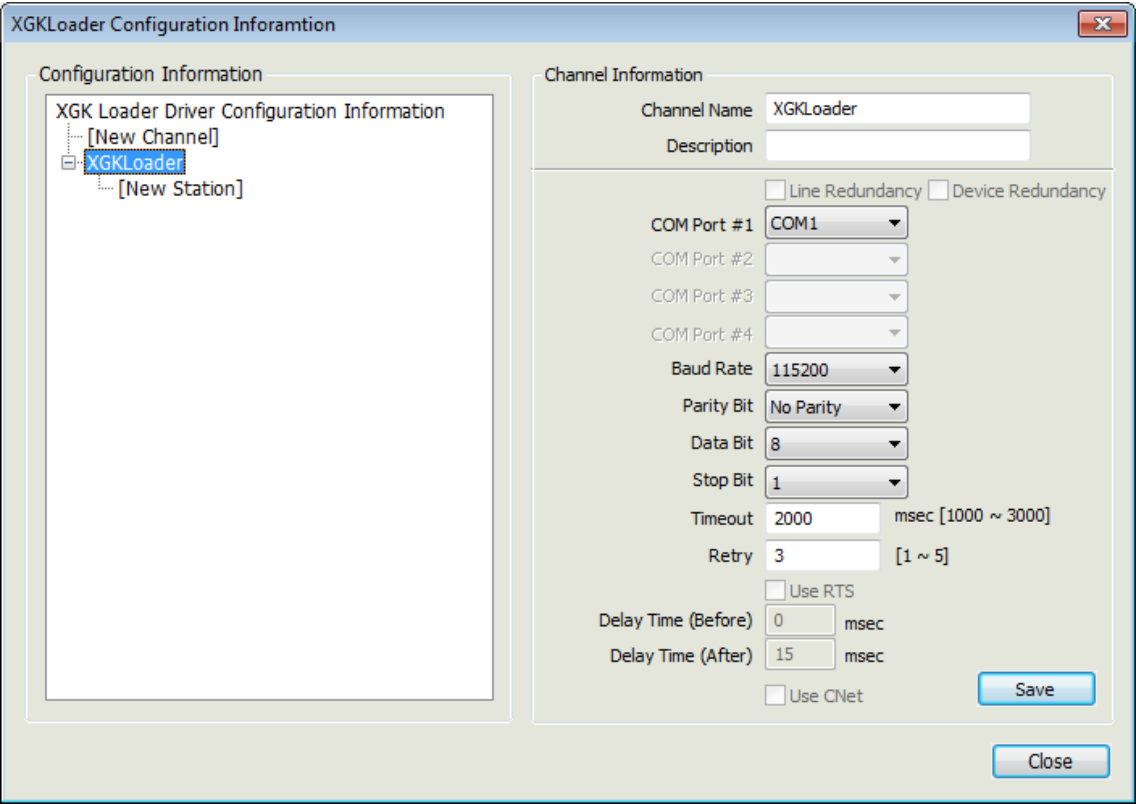 XGKLoader Configuration Inforamtion
Configuration Information
XGK Loader Driver Configuration Information
[New Channel]
XGKLoader
[New Station]
Channel Information
Channel Name XGKLoader
Description
Line Redundancy Device Redundancy
COM Port #1 COM1
COM Port #2
COM Port #3
COM Port #4
Baud Rate 115200
Parity Bit No Parity
Data Bit 8
Stop Bit 1
Timeout 2000 msec [1000 ~ 3000]
Retry 3 [1 ~ 5]
Use RTS
Delay Time (Before) 0 msec
Delay Time (After) 15 msec
Use CNet
Save
Close